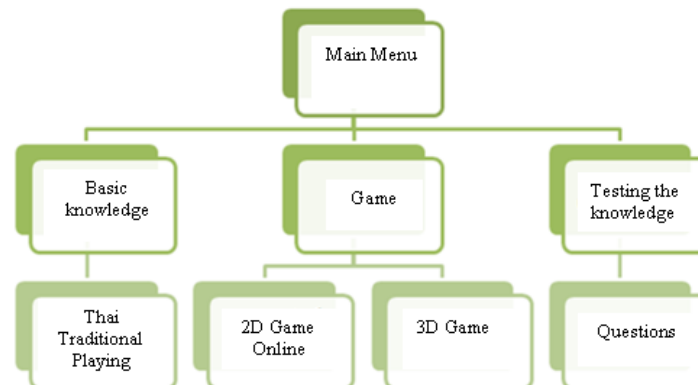 Main Menu
Basic
knowledge
Game
Testing the
knowledge
Thai
Traditional
Playing
2D Game
Online
3D Game
Questions